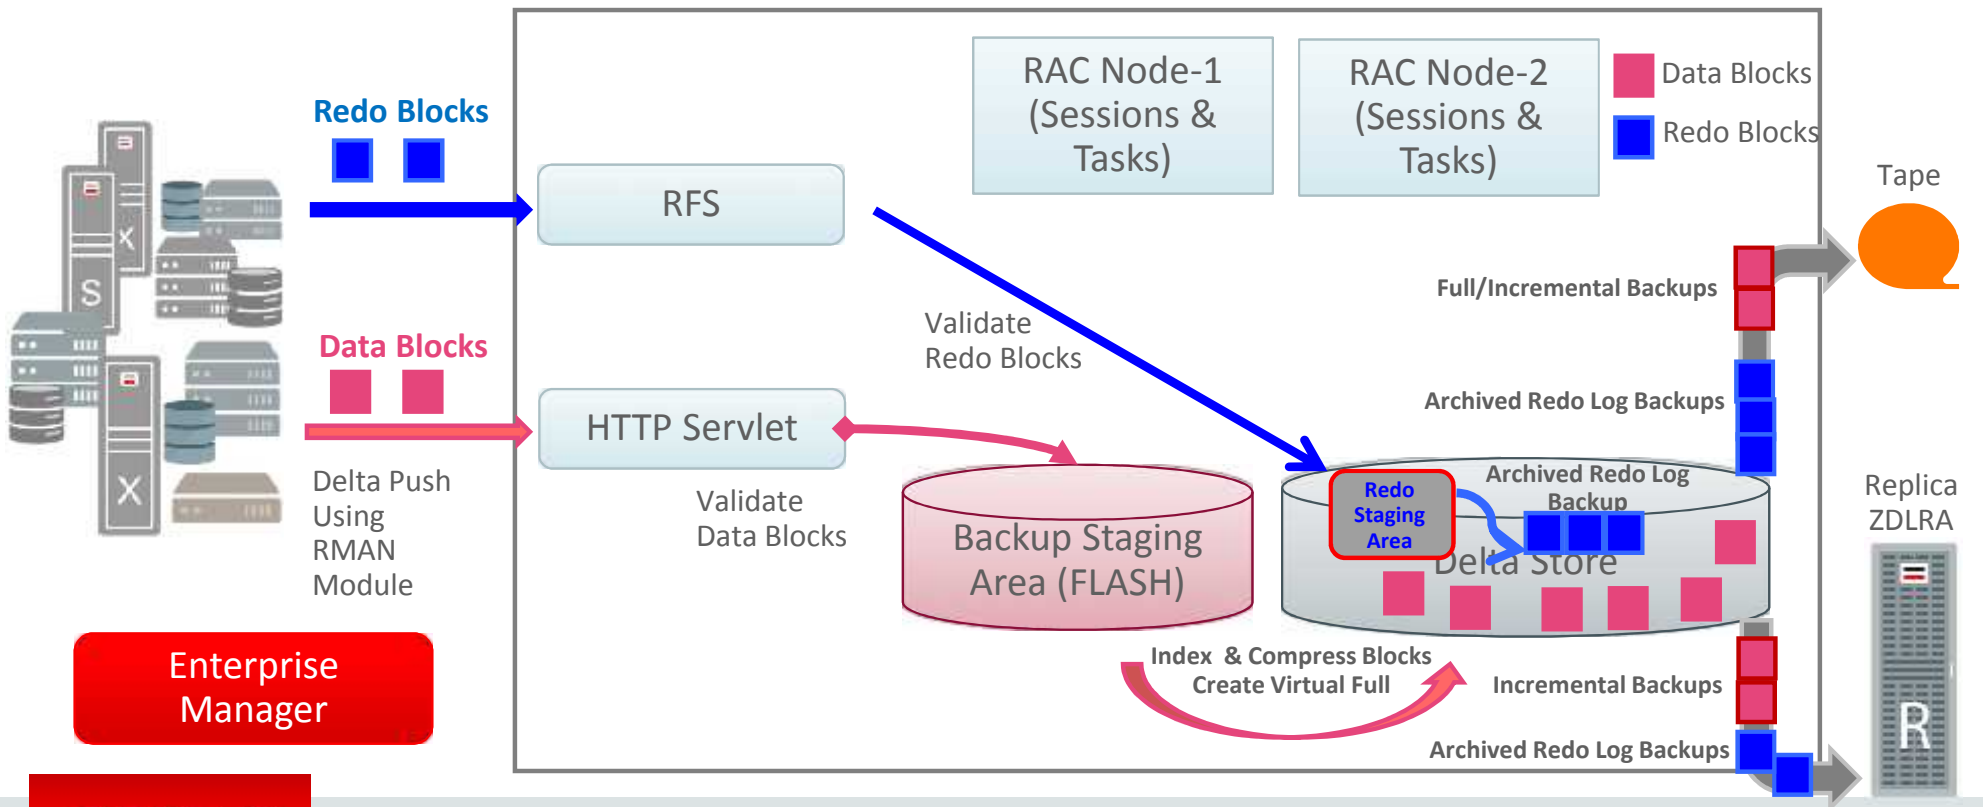 RAC Node-1
(Sessions &
Tasks)
RAC Node-2
(Sessions &
Tasks)
Data Blocks
Redo Blocks
Redo Blocks
RFS
Tape
X
S
Full/Incremental Backups
Validate
Redo Blocks
Data Blocks
HTTP Servlet
Archived Redo Log Backups
X
Delta Push
Using
RMAN
Module
Validate
Data Blocks
Backup Staging
Area (FLASH)
Redo
Staging
Area
Archived Redo Log
Backup
Delta Store
Replica
ZDLRA
R
Enterprise
Manager
Index & Compress Blocks
Create Virtual Full
Incremental Backups
Archived Redo Log Backups